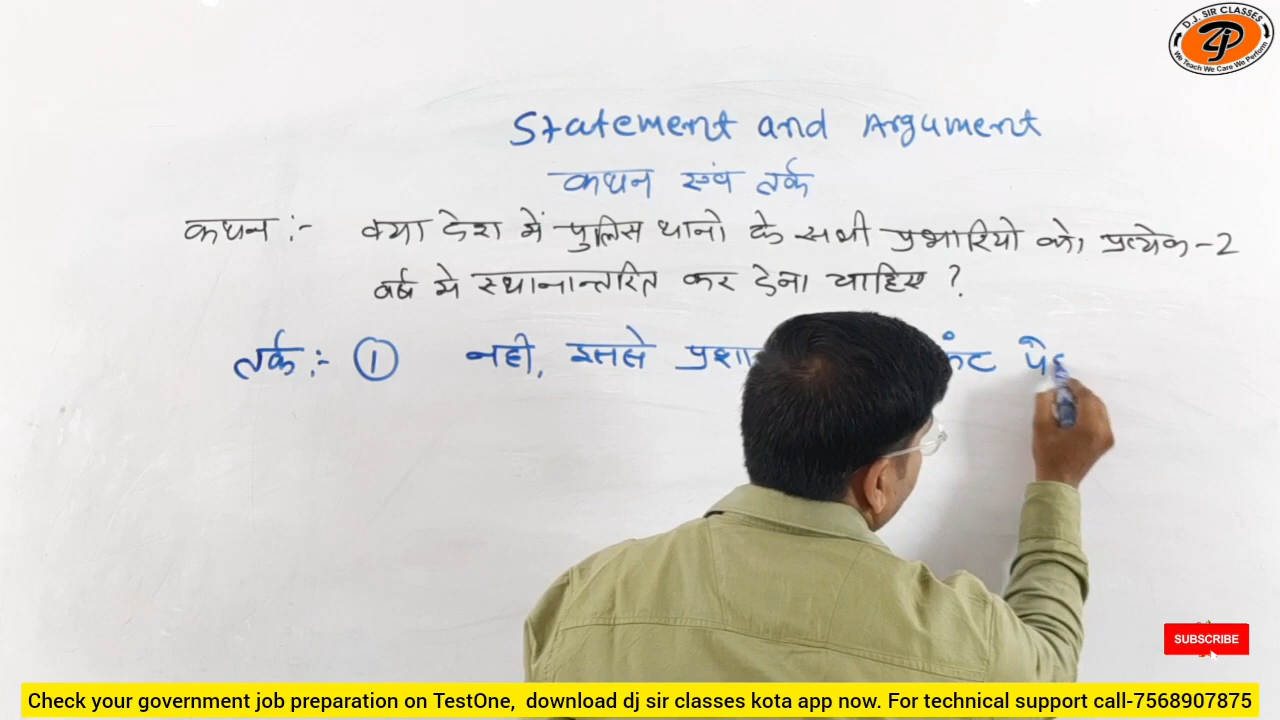 D.J. SIR CLASSES
We Teach We Care We Perform
Statement and Argument
कथन एवं तर्क
कथन :- क्या देश में पुलिस थानो के सभी प्रभारियो को प्रत्येक - 2
वर्ष मे स्थानान्तरित कर देना चाहिए ?
तर्क :- 1 नही, इससे
SUBSCRIBE
Check your government job preparation on TestOne, download dj sir classes kota app now. For technical support call-7568907875